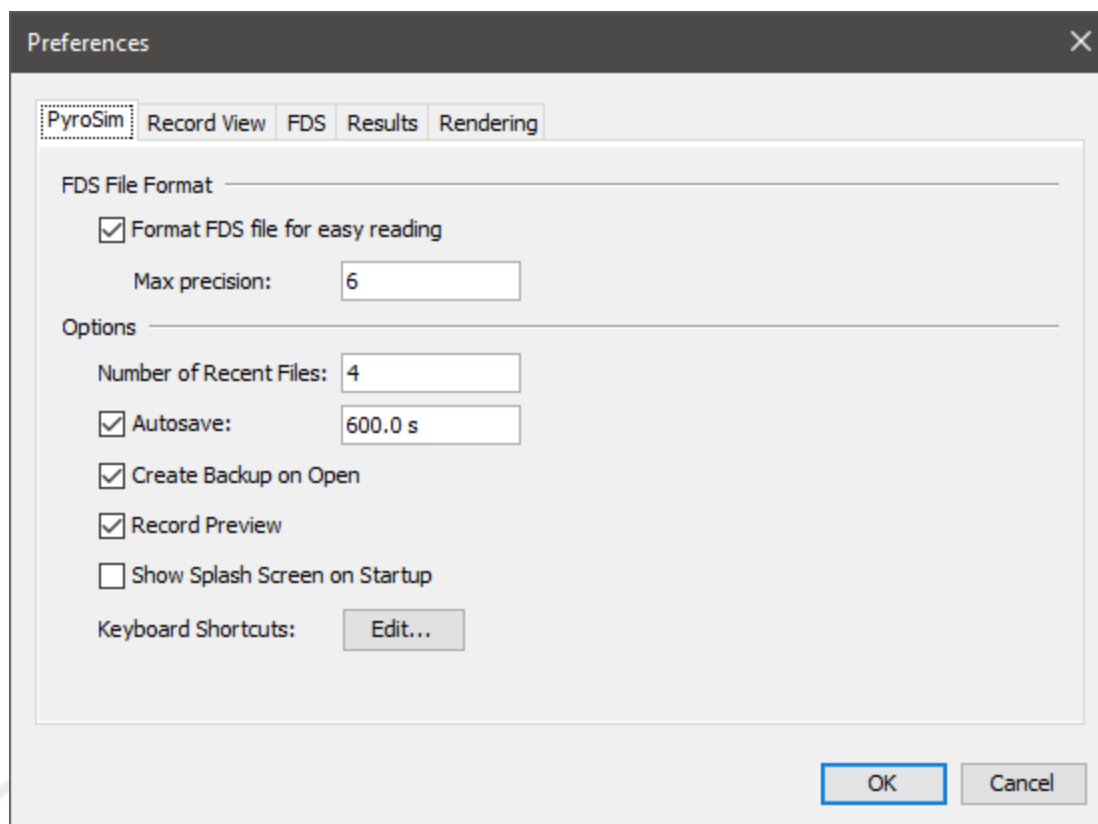 Preferences
PyroSim Record View FDS Results Rendering
FDS File Format
Format FDS file for easy reading
Max precision: 6
Options
Number of Recent Files: 4
Autosave: 600.0 s
Create Backup on Open
Record Preview
Show Splash Screen on Startup
Keyboard Shortcuts: Edit...
OK Cancel